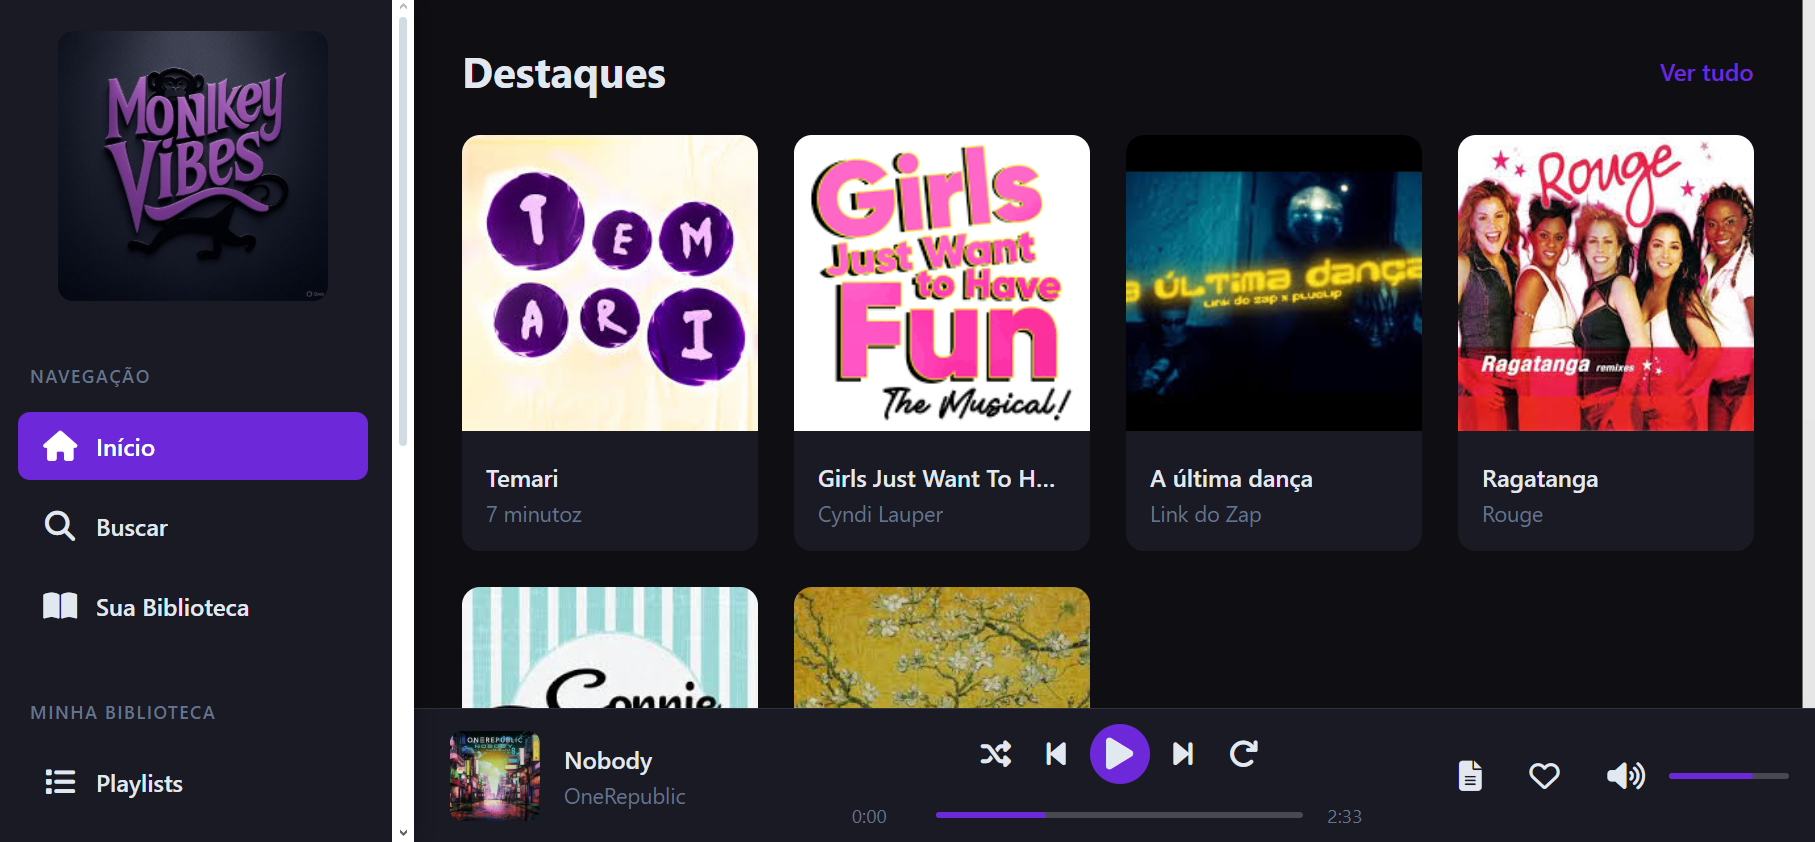 MONIKEY
VIBES
NAVEGAÇÃO
Início
Buscar
Sua Biblioteca
MINHA BIBLIOTECA
Playlists
Destaques
Ver tudo
TEM
ARI
Girls
Just Want
to Have
Fun
The Musical!
a ÚLTima dança
Link do zap x PLUGUP
Rouge
Ragatanga remixes
Temari
7 minutoz
Girls Just Want To H...
Cyndi Lauper
A última dança
Link do Zap
Ragatanga
Rouge
Connie
ONEREPUBLIC
NOBODY
Nobody
OneRepublic
0:00
2:33